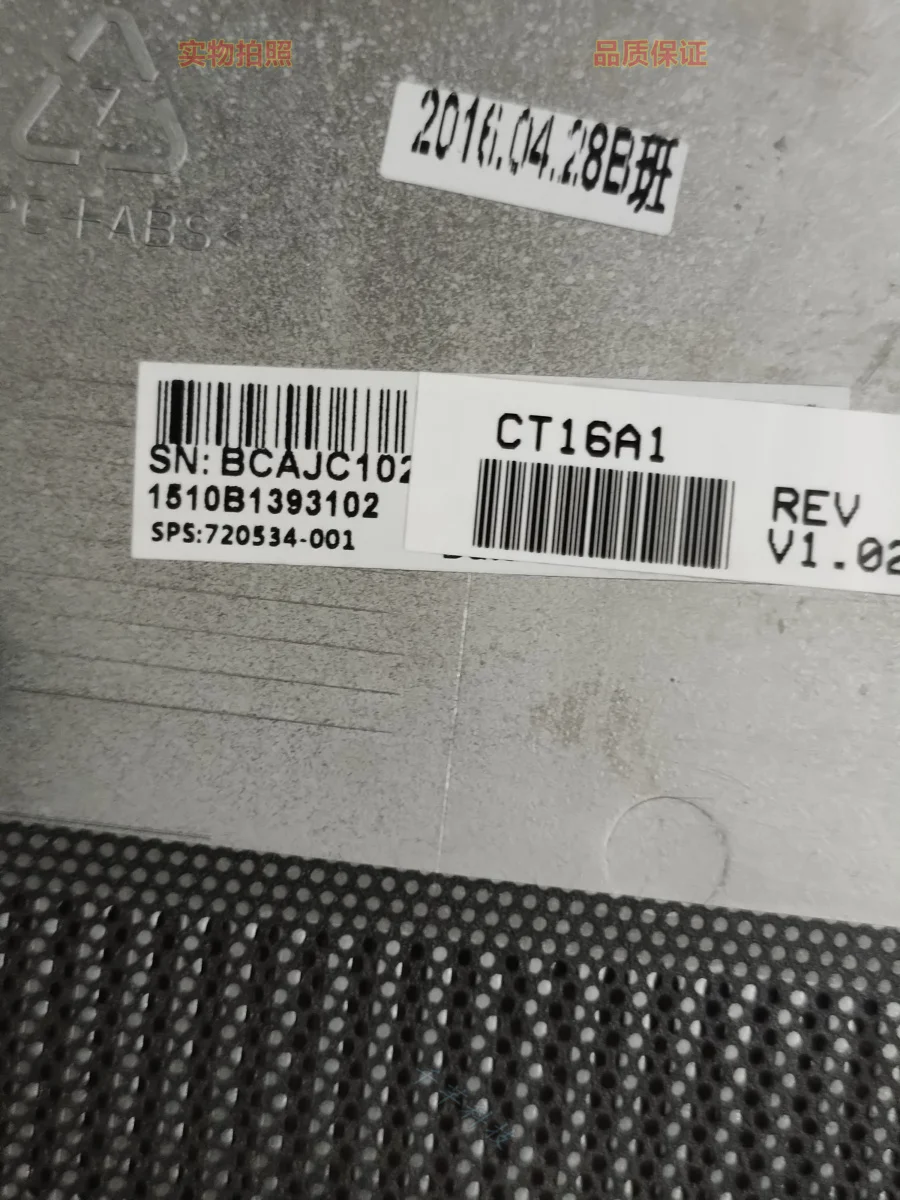 实物拍照
品质保证
2016.04.28B班
PC+ABS<
SN: BCAJC102
1510B1393102
SPS:720534-001
CT16A1
REV
V1.02